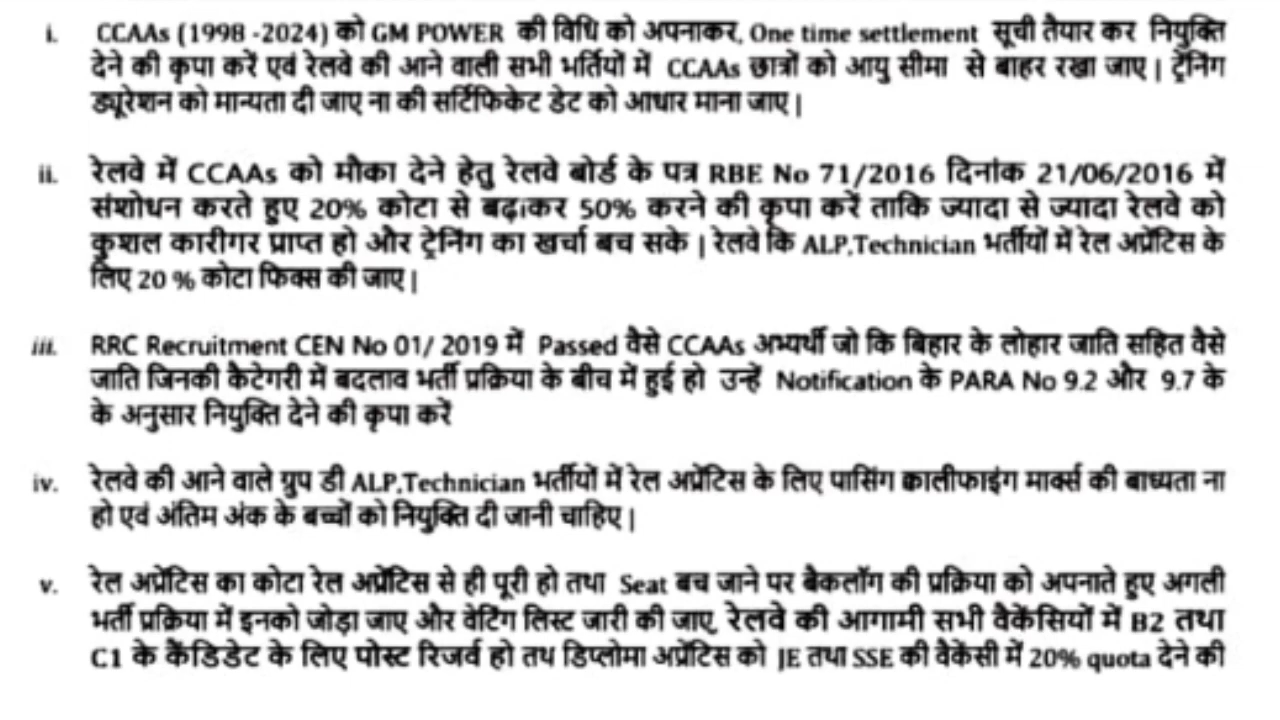 i. CCAAs (1998 -2024) को GM POWER की विधि को अपनाकर, One time settlement सूची तैयार कर नियुक्ति
देने की कृपा करें एवं रेलवे की आने वाली सभी भर्तियों में CCAAs छात्रों को आयु सीमा से बाहर रखा जाए | ट्रेनिंग
ड्यूरेशन को मान्यता दी जाए ना की सर्टिफिकेट डेट को आधार माना जाए |
ii. रेलवे में CCAAs को मौका देने हेतु रेलवे बोर्ड के पत्र RBE No 71/2016 दिनांक 21/06/2016 में
संशोधन करते हुए 20% कोटा से बढ़ाकर 50% करने की कृपा करें ताकि ज्यादा से ज्यादा रेलवे को
कुशल कारीगर प्राप्त हो और ट्रेनिंग का खर्चा बच सके | रेलवे कि ALP,Technician भर्तीयों में रेल अप्रेंटिस के
लिए 20 % कोटा फिक्स की जाए |
iii. RRC Recruitment CEN No 01/ 2019 में Passed वैसे CCAAs अभ्यर्थी जो कि बिहार के लोहार जाति सहित वैसे
जाति जिनकी कैटेगरी में बदलाव भर्ती प्रक्रिया के बीच में हुई हो उन्हें Notification के PARA No 9.2 और 9.7 के
के अनुसार नियुक्ति देने की कृपा करें
iv. रेलवे की आने वाले ग्रुप डी ALP,Technician भर्तीयों में रेल अप्रेंटिस के लिए पासिंग क्वालीफाइंग मार्क्स की बाध्यता ना
हो एवं अंतिम अंक के बच्चों को नियुक्ति दी जानी चाहिए |
v. रेल अप्रेंटिस का कोटा रेल अप्रेंटिस से ही पूरी हो तथा Seat बच जाने पर बैकलॉग की प्रक्रिया को अपनाते हुए अगली
भर्ती प्रक्रिया में इनको जोड़ा जाए और वेटिंग लिस्ट जारी की जाए, रेलवे की आगामी सभी वैकेंसियों में B2 तथा
C1 के कैंडिडेट के लिए पोस्ट रिजर्व हो तथ डिप्लोमा अप्रेंटिस को JE तथा SSE की वैकेंसी में 20% quota देने की